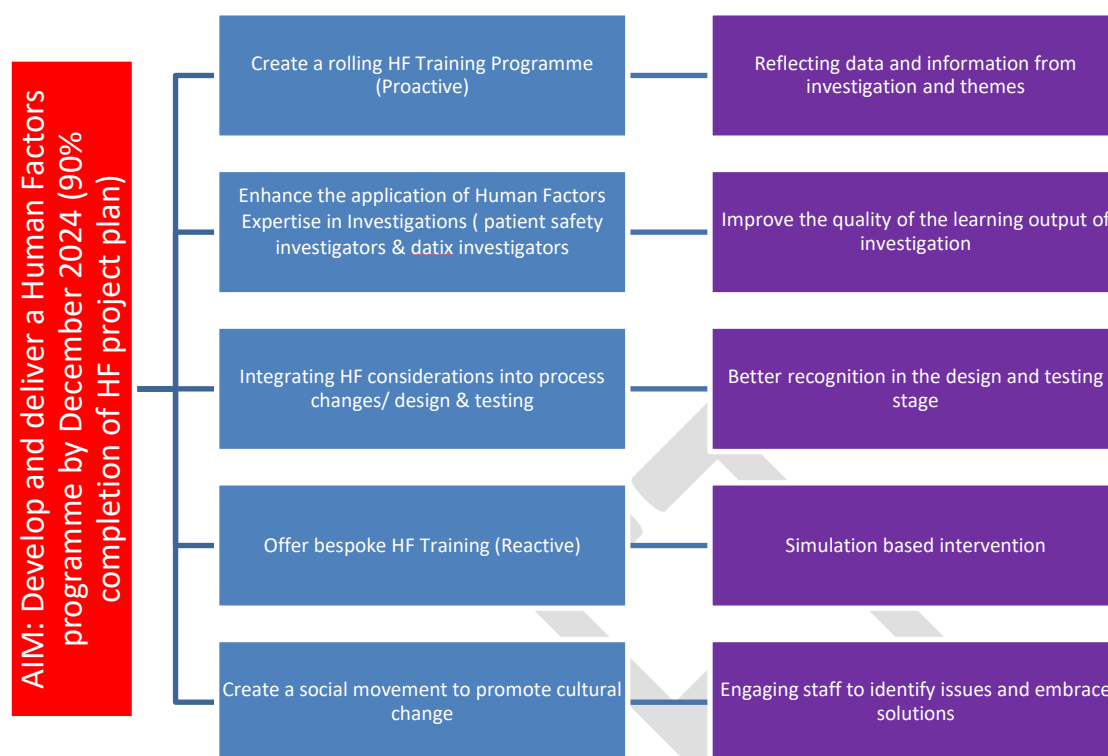 AIM: Develop and deliver a Human Factors
programme by December 2024 (90%
completion of HF project plan)
Create a rolling HF Training Programme
(Proactive)
Reflecting data and information from
investigation and themes
Enhance the application of Human Factors
Expertise in Investigations ( patient safety
investigators & datix investigators
Improve the quality of the learning output of
investigation
Integrating HF considerations into process
changes/ design & testing
Better recognition in the design and testing
stage
Offer bespoke HF Training (Reactive)
Simulation based intervention
Create a social movement to promote cultural
change
Engaging staff to identify issues and embrace
solutions